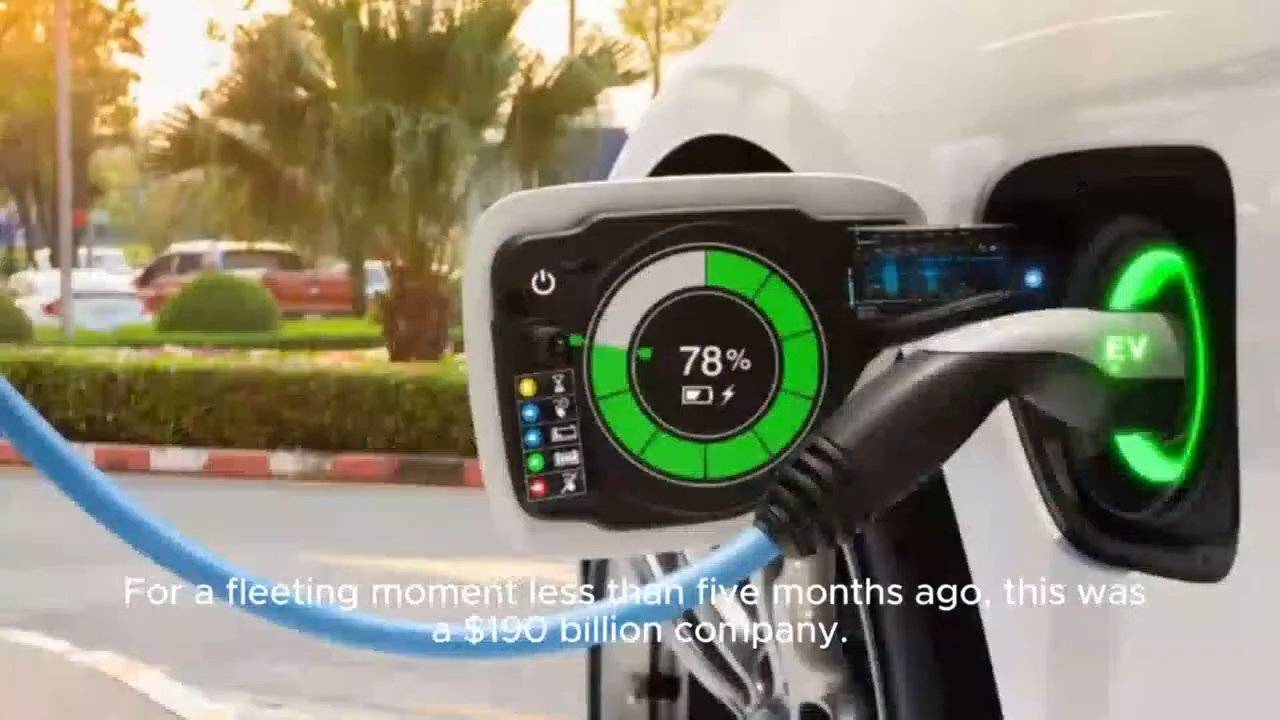 78%
EV
For a fleeting moment less than five months ago, this was
a $190 billion company.